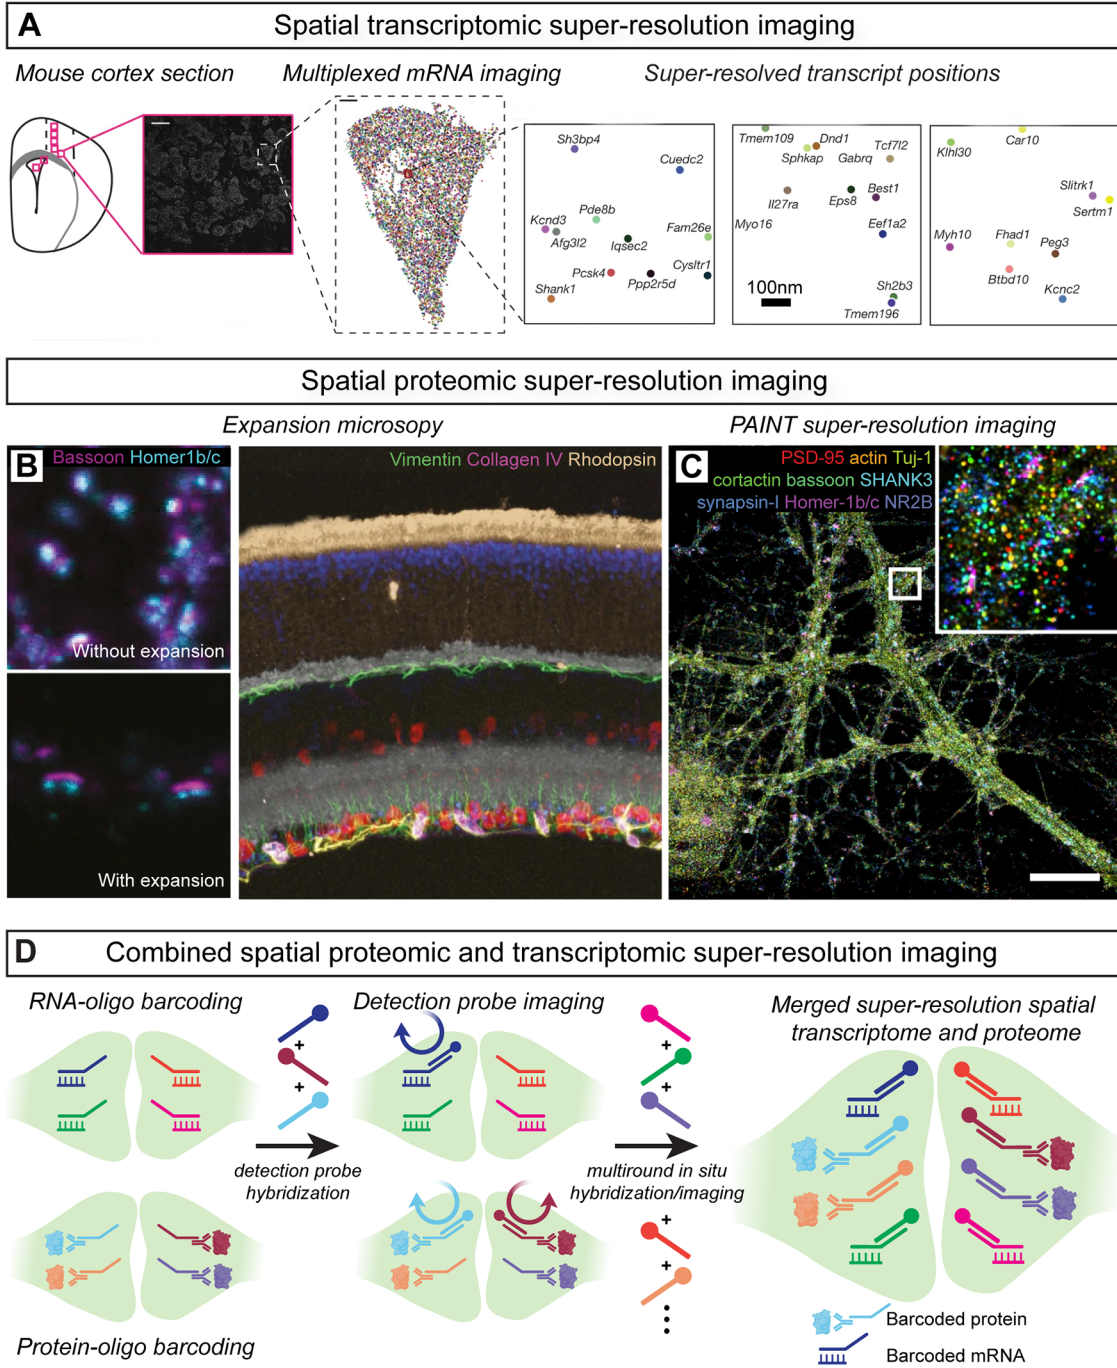 A
Spatial transcriptomic super-resolution imaging
Mouse cortex section
Multiplexed mRNA imaging
Super-resolved transcript positions
Sh3bp4
Cuedc2
Pde8b
Kcnd3
Afg3l2
Iqsec2
Fam26e
Pcsk4
Ppp2r5d
Cysltr1
Shank1
Tmem109
Dnd1
Sphkap
Gabrq
Tcf7l2
Il27ra
Eps8
Best1
Myo16
Eef1a2
100nm
Sh2b3
Tmem196
Klhl30
Car10
Slitrk1
Sertm1
Myh10
Fhad1
Peg3
Btbd10
Kcnc2
Spatial proteomic super-resolution imaging
Expansion microsopy
PAINT super-resolution imaging
B
Bassoon Homer1b/c
Without expansion
With expansion
Vimentin Collagen IV Rhodopsin
C
PSD-95 actin Tuj-1
cortactin bassoon SHANK3
synapsin-I Homer-1b/c NR2B
D
Combined spatial proteomic and transcriptomic super-resolution imaging
RNA-oligo barcoding
Detection probe imaging
Merged super-resolution spatial
transcriptome and proteome
+
+
detection probe
hybridization
+
+
multiround in situ
hybridization/imaging
+
+
Protein-oligo barcoding
Barcoded protein
Barcoded mRNA